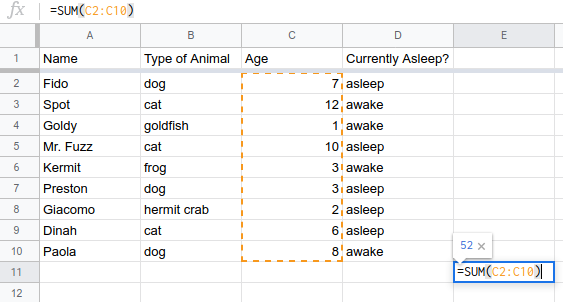 fx =SUM(C2:C10)
A B C D E
1 Name Type of Animal Age Currently Asleep?
2 Fido dog 7 asleep
3 Spot cat 12 awake
4 Goldy goldfish 1 awake
5 Mr. Fuzz cat 10 asleep
6 Kermit frog 3 awake
7 Preston dog 3 asleep
8 Giacomo hermit crab 2 asleep
9 Dinah cat 6 asleep
10 Paola dog 8 awake
52 ×
11 =SUM(C2:C10)
12